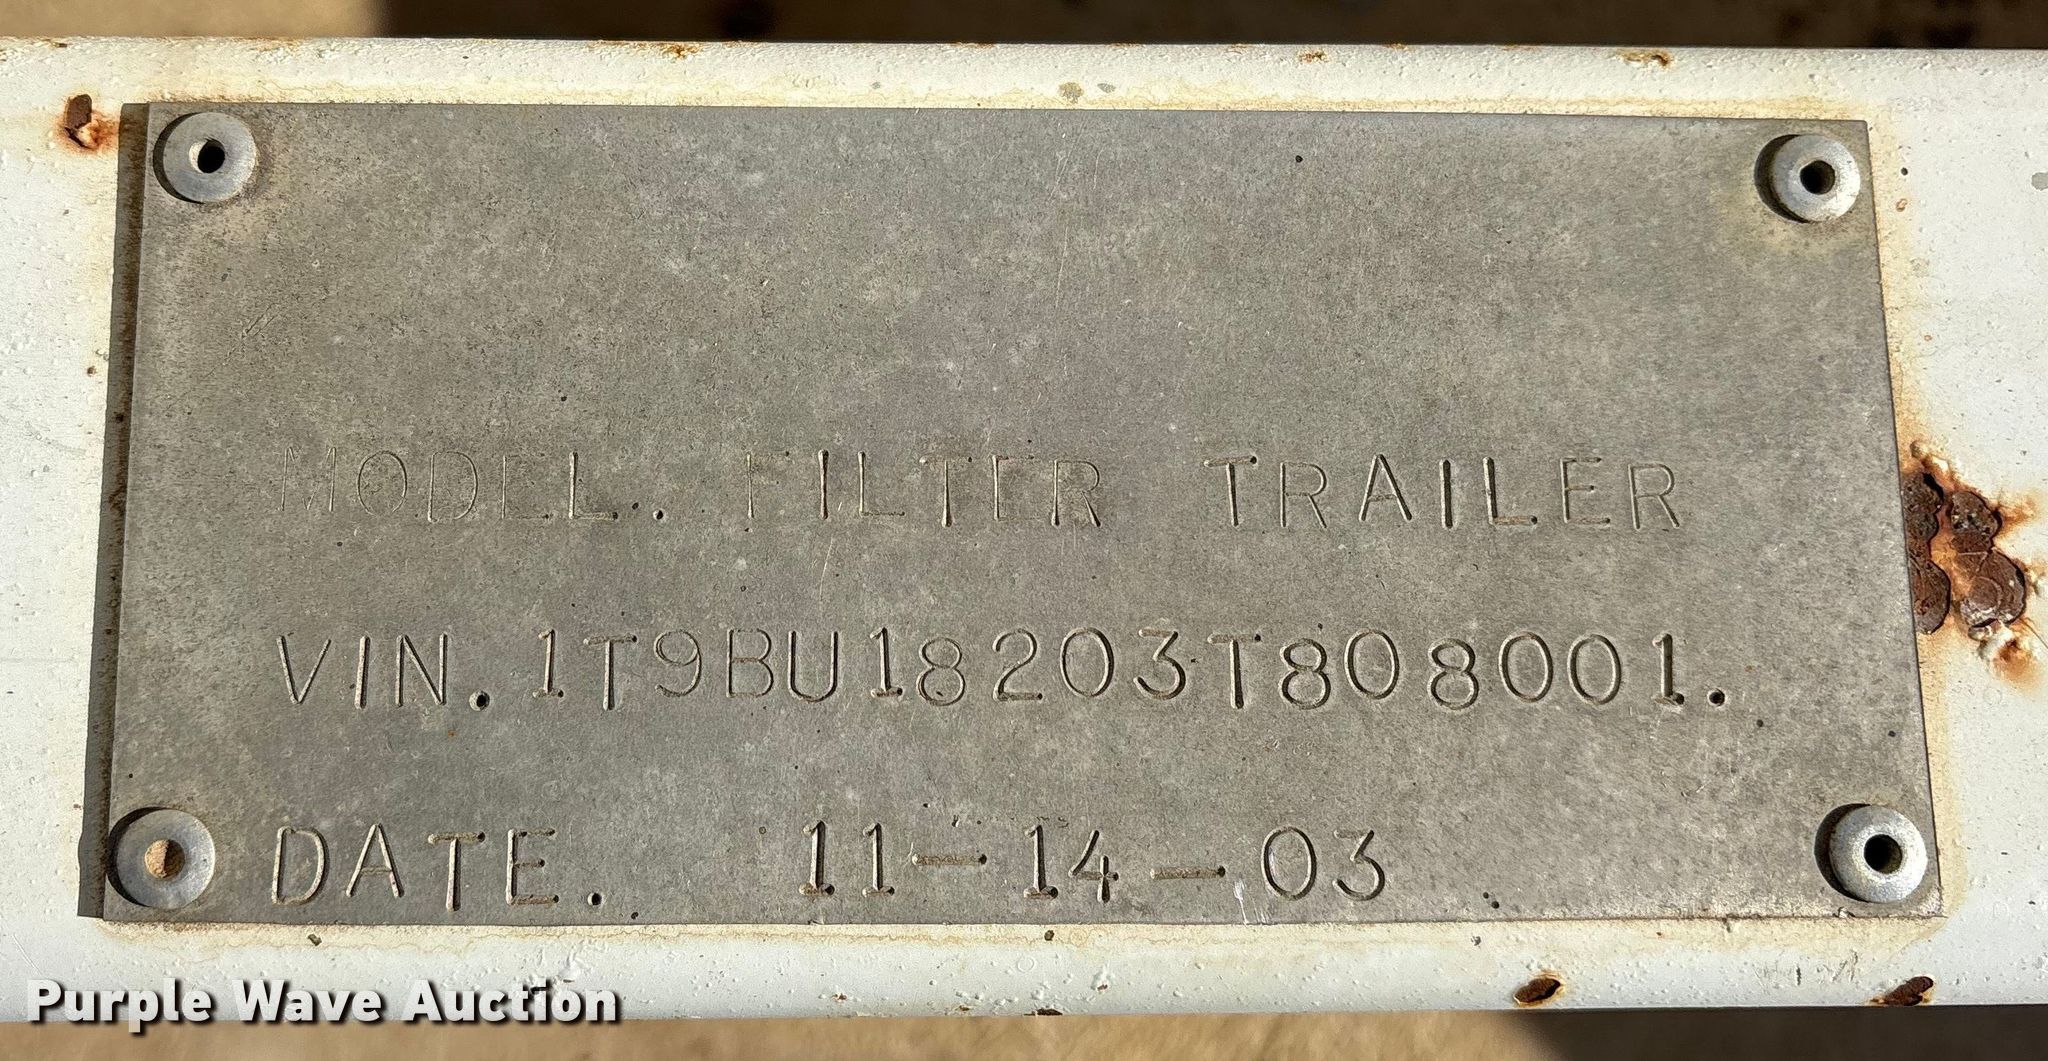 MODEL. FILTER TRAILER
VIN. 1T9BU18203T808001.
DATE. 11-14-03
Purple Wave Auction